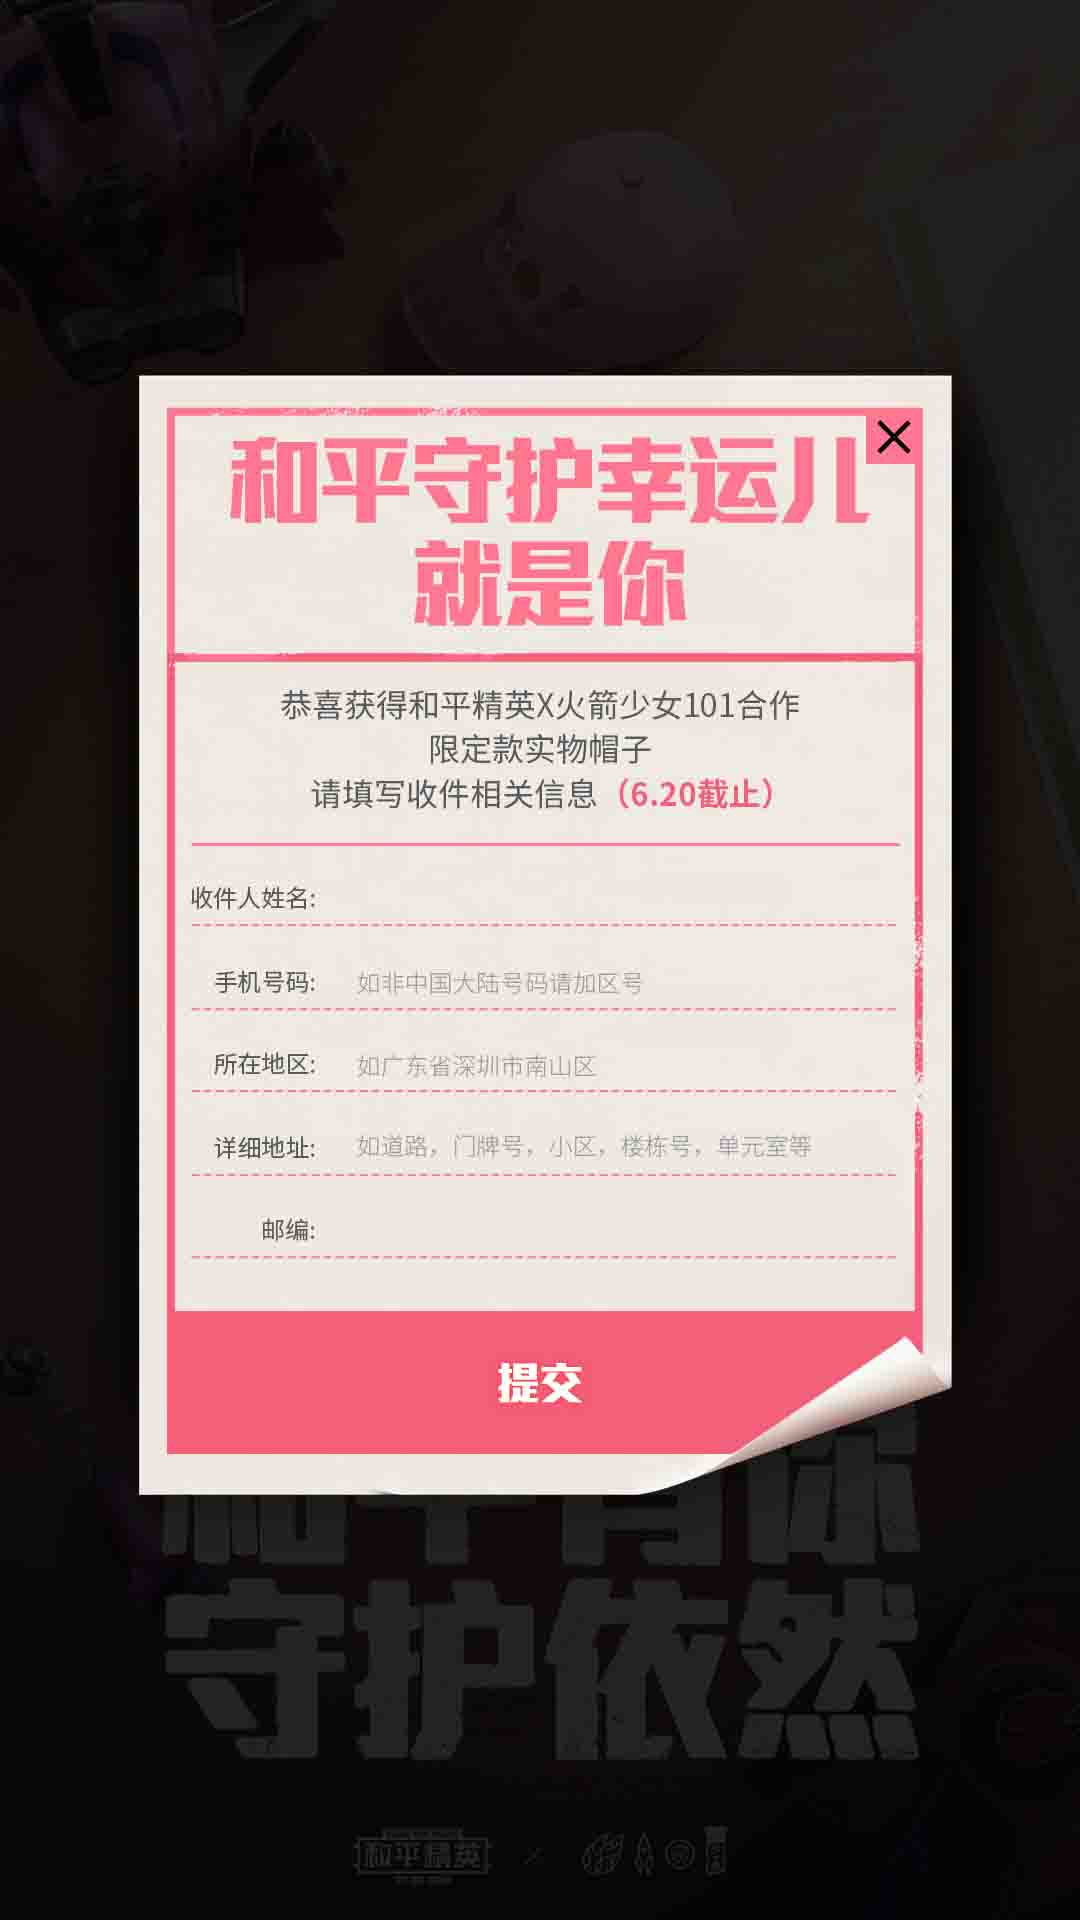 和平守护幸运儿
就是你
恭喜获得和平精英X火箭少女101合作
限定款实物帽子
请填写收件相关信息（6.20截止）
收件人姓名:
手机号码: 如非中国大陆号码请加区号
所在地区: 如广东省深圳市南山区
详细地址: 如道路，门牌号，小区，楼栋号，单元室等
邮编:
提交
和平有你
守护依然
和平精英 ×